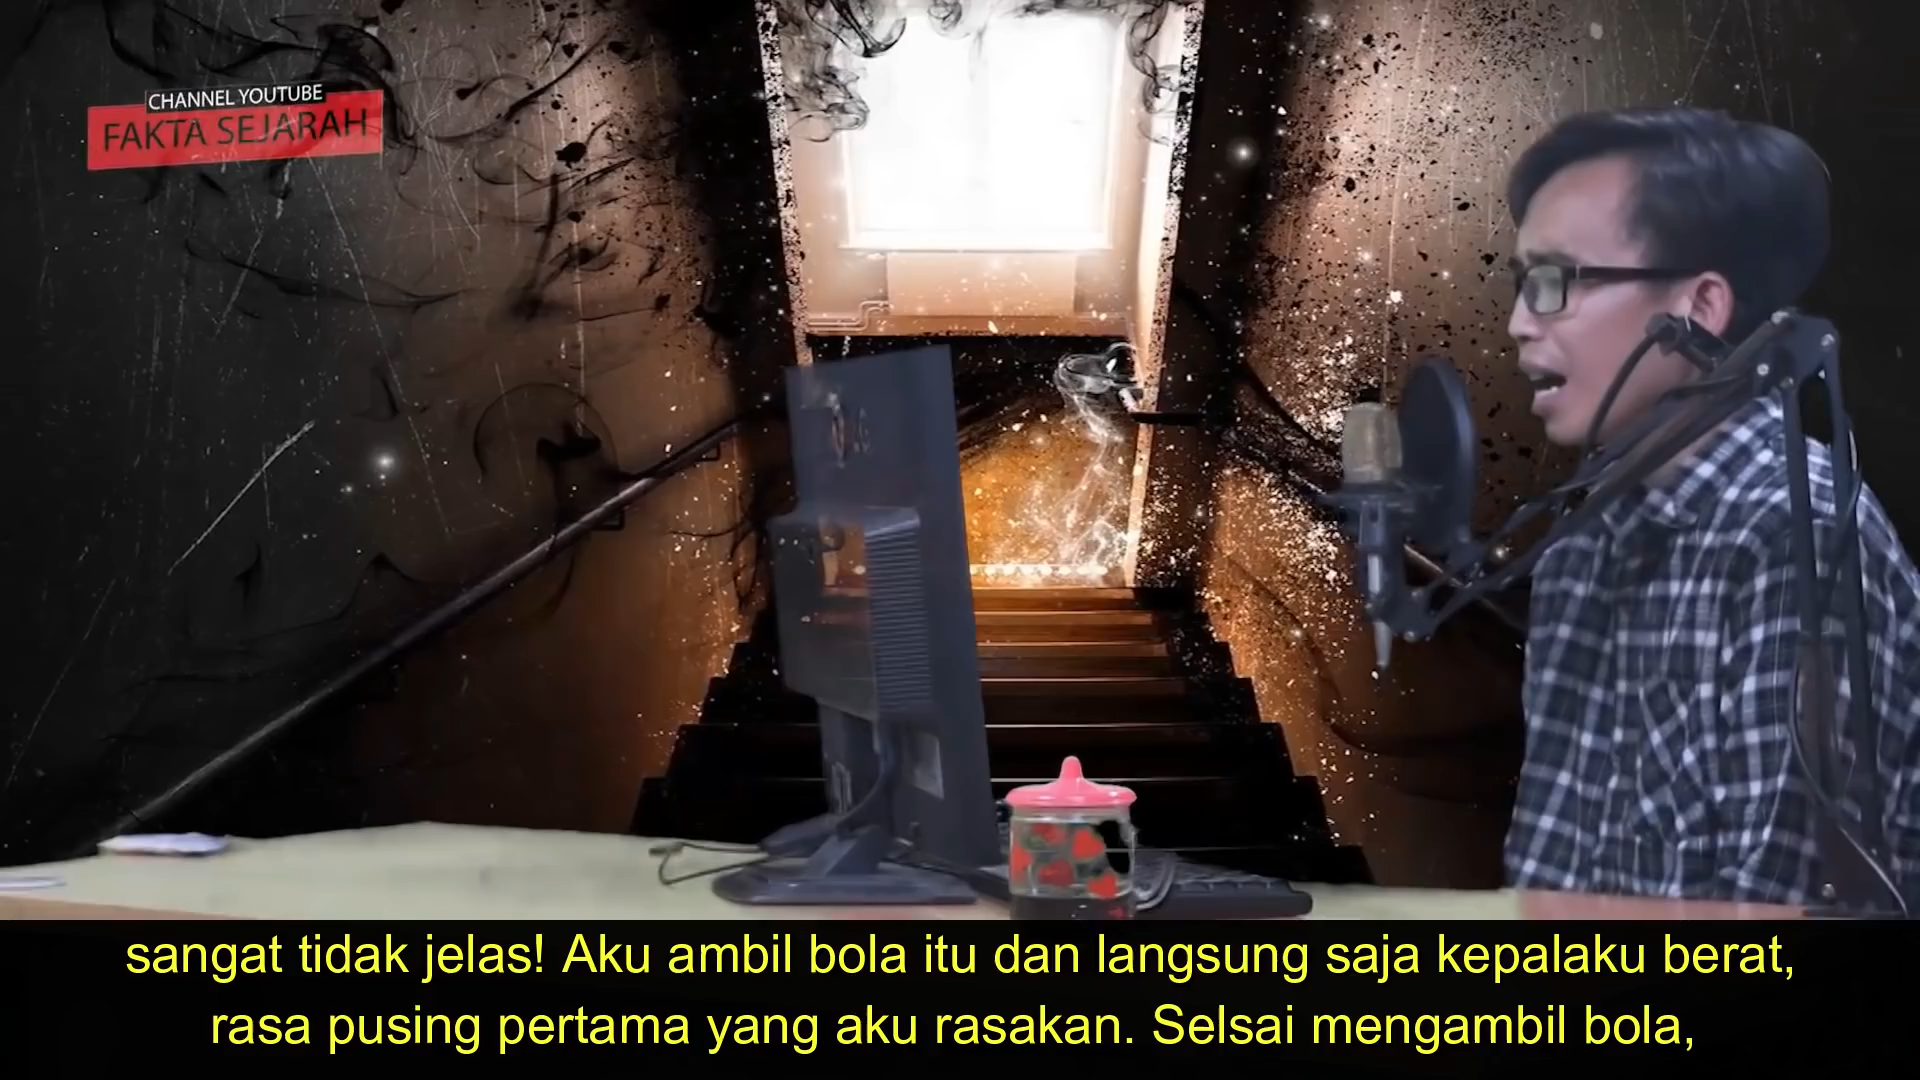 CHANNEL YOUTUBE
FAKTA SEJARAH
sangat tidak jelas! Aku ambil bola itu dan langsung saja kepalaku berat,
rasa pusing pertama yang aku rasakan. Selsai mengambil bola,